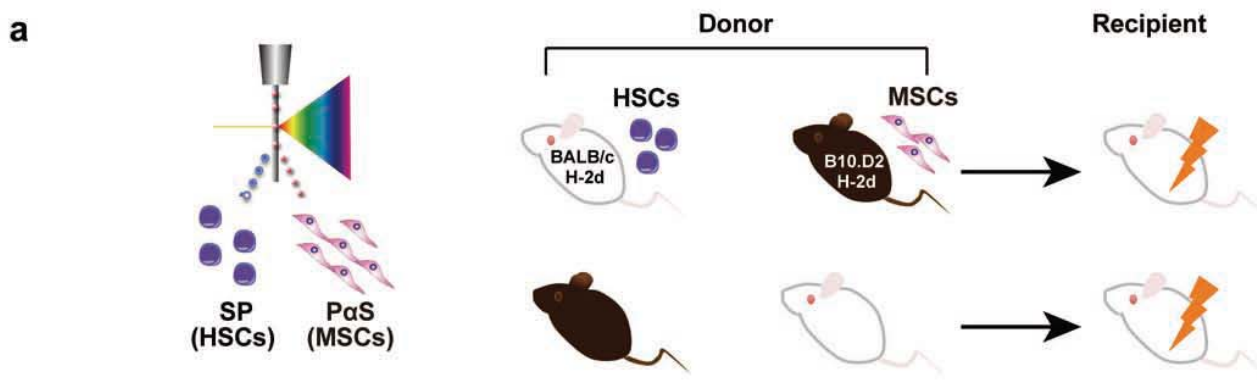 a
Donor
Recipient
HSCs
MSCs
BALB/c
H-2d
B10.D2
H-2d
SP
(HSCs)
PαS
(MSCs)